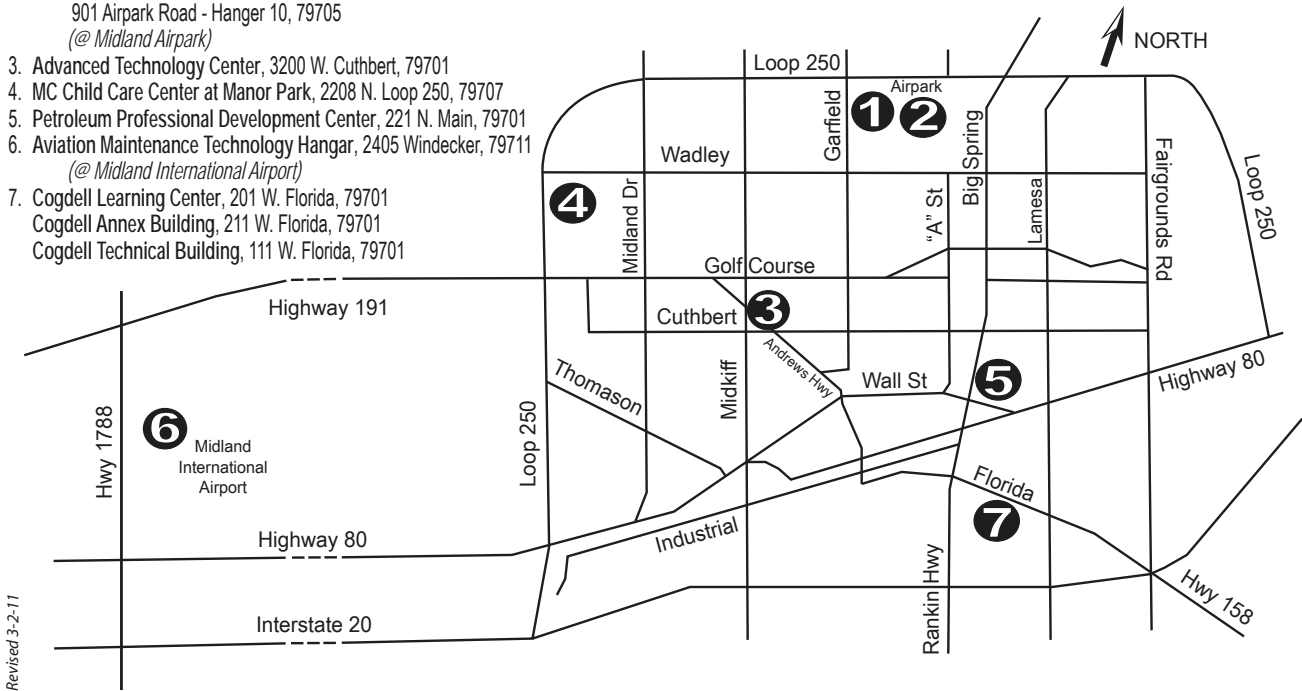 901 Airpark Road - Hanger 10, 79705
(@ Midland Airpark)
3. Advanced Technology Center, 3200 W. Cuthbert, 79701
4. MC Child Care Center at Manor Park, 2208 N. Loop 250, 79707
5. Petroleum Professional Development Center, 221 N. Main, 79701
6. Aviation Maintenance Technology Hangar, 2405 Windecker, 79711
(@ Midland International Airport)
7. Cogdell Learning Center, 201 W. Florida, 79701
Cogdell Annex Building, 211 W. Florida, 79701
Cogdell Technical Building, 111 W. Florida, 79701
NORTH
Loop 250
Airpark
1
2
Garfield
Big Spring
Wadley
Fairgrounds Rd
Loop 250
4
Midland Dr
"A" St
Lamesa
Golf Course
Highway 191
3
Cuthbert
Andrews Hwy
Thomason
Midkiff
Wall St
5
Highway 80
Hwy 1788
6
Midland
International
Airport
Loop 250
Florida
7
Industrial
Highway 80
Rankin Hwy
Hwy 158
Interstate 20
Revised 3-2-11